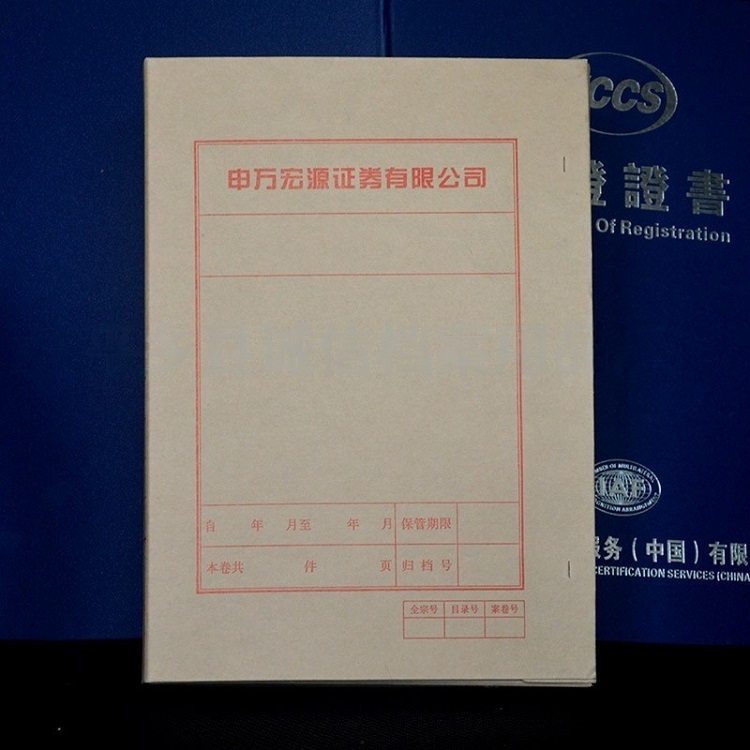 申万宏源证券有限公司
自 年 月至 年 月 保管期限
本卷共 件 页 归档号
全宗号 目录号 案卷号
CCS
證書
Of Registration
IAF
服务（中国）有限
CERTIFICATION SERVICES (CHINA